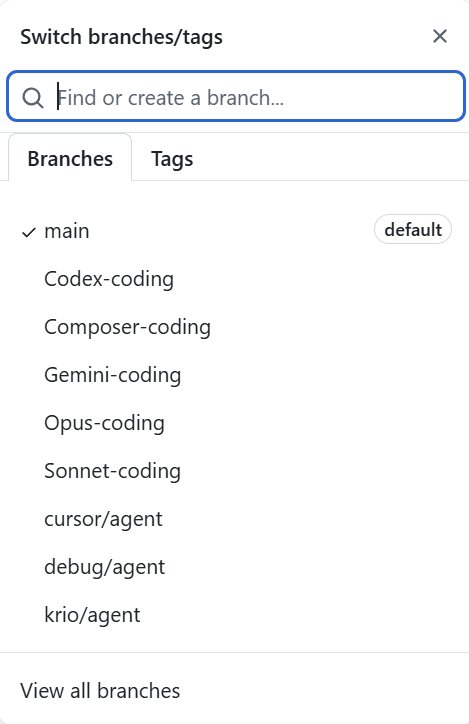 Switch branches/tags
Find or create a branch...
Branches Tags
main default
Codex-coding
Composer-coding
Gemini-coding
Opus-coding
Sonnet-coding
cursor/agent
debug/agent
krio/agent
View all branches